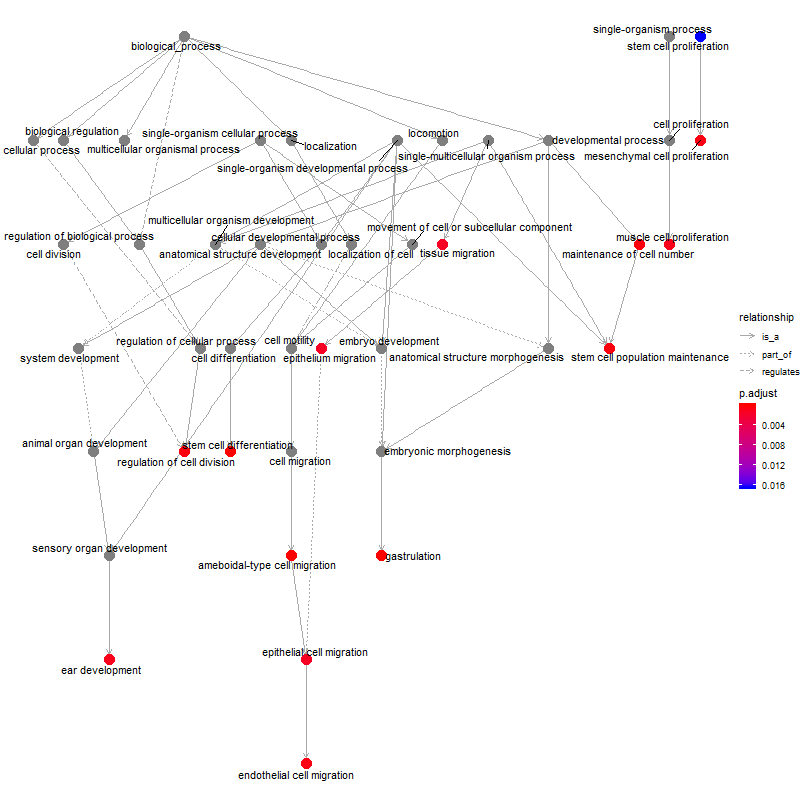 single-organism process
biological_process
stem cell proliferation
cell proliferation
biological regulation
single-organism cellular process
locomotion
developmental process
localization
cellular process
multicellular organismal process
single-multicellular organism process
mesenchymal cell proliferation
single-organism developmental process
multicellular organism development
movement of cell or subcellular component
regulation of biological process
cellular developmental process
muscle cell proliferation
cell division
anatomical structure development
localization of cell
tissue migration
maintenance of cell number
relationship
is_a
part_of
regulates
regulation of cellular process
cell motility
embryo development
system development
cell differentiation
epithelium migration
anatomical structure morphogenesis
stem cell population maintenance
p.adjust
0.004
0.008
0.012
0.016
animal organ development
stem cell differentiation
embryonic morphogenesis
regulation of cell division
cell migration
sensory organ development
gastrulation
ameboidal-type cell migration
epithelial cell migration
ear development
endothelial cell migration